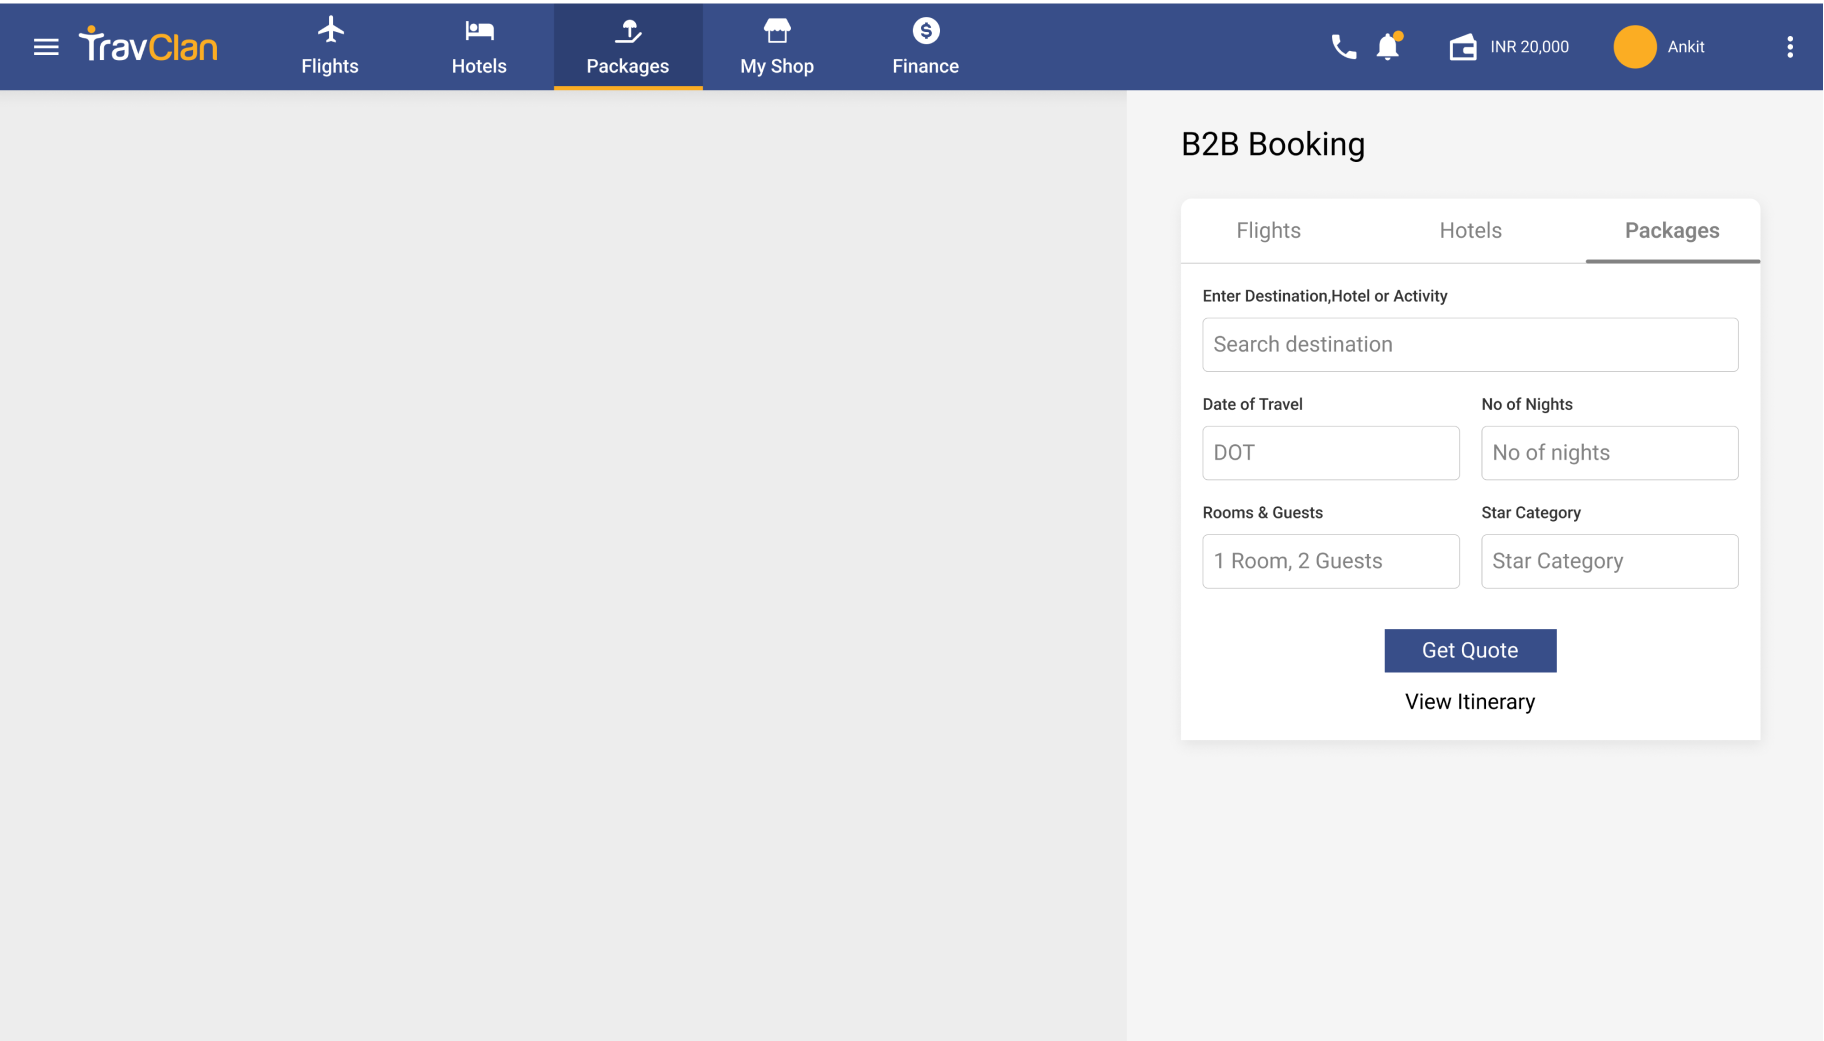 TravClan
Flights
Hotels
Packages
My Shop
Finance
INR 20,000
Ankit
B2B Booking
Flights
Hotels
Packages
Enter Destination,Hotel or Activity
Search destination
Date of Travel
No of Nights
DOT
No of nights
Rooms & Guests
Star Category
1 Room, 2 Guests
Star Category
Get Quote
View Itinerary